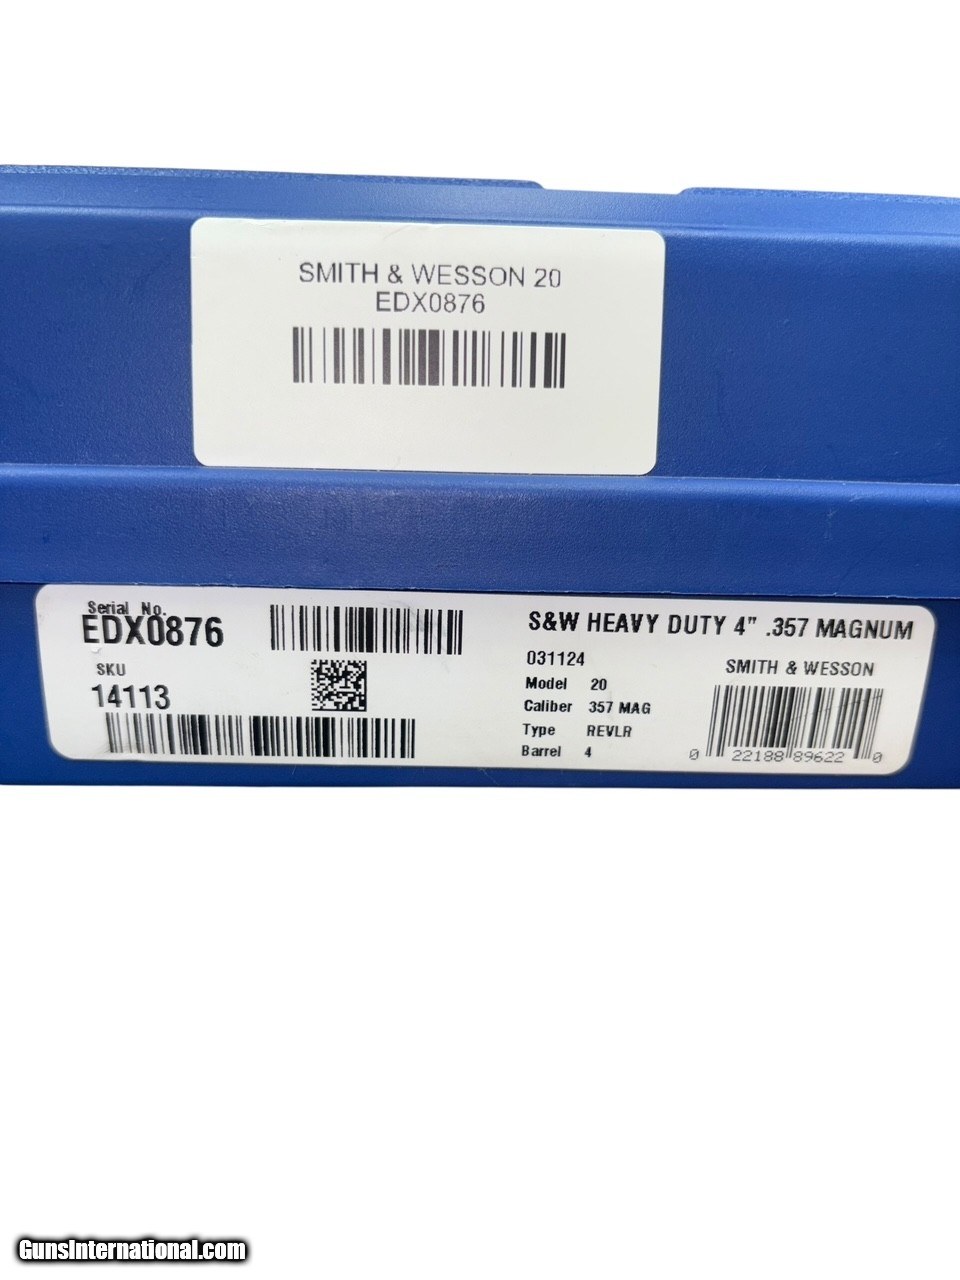 SMITH & WESSON 20
EDX0876
Serial No.
EDX0876
SKU
14113
S&W HEAVY DUTY 4" .357 MAGNUM
031124
Model 20
Caliber 357 MAG
Type REVLR
Barrel 4
SMITH & WESSON
0 22188 89622 0
GunsInternational.com